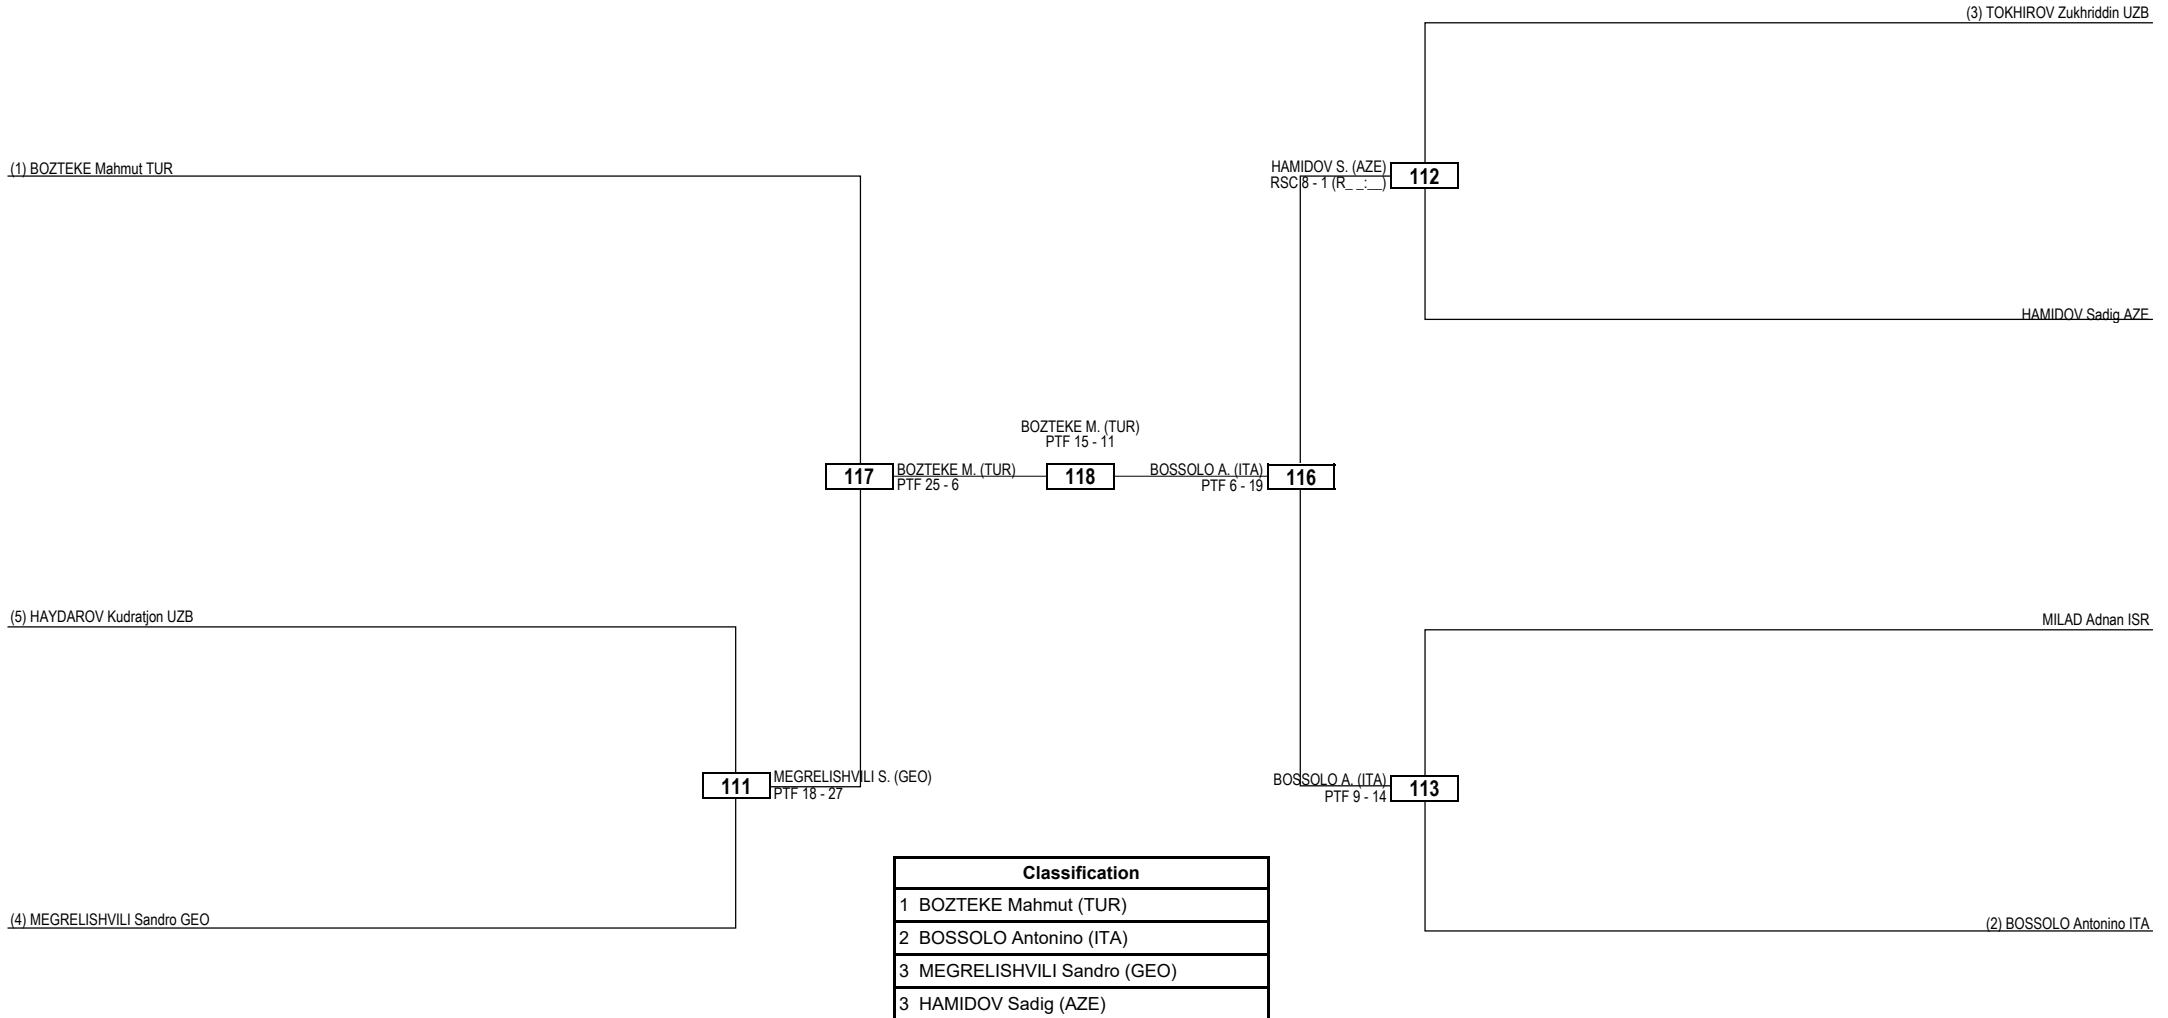 (3) TOKHIROV Zukhriddin UZB
(1) BOZTEKE Mahmut TUR
HAMIDOV S. (AZE)
RSC 8 - 1 (R_ _:__)
112
HAMIDOV Sadig AZE
BOZTEKE M. (TUR)
PTF 15 - 11
117
BOZTEKE M. (TUR)
PTF 25 - 6
118
BOSSOLO A. (ITA)
PTF 6 - 19
116
(5) HAYDAROV Kudratjon UZB
MILAD Adnan ISR
111
MEGRELISHVILI S. (GEO)
PTF 18 - 27
BOSSOLO A. (ITA)
PTF 9 - 14
113
(4) MEGRELISHVILI Sandro GEO
(2) BOSSOLO Antonino ITA
Classification
1 BOZTEKE Mahmut (TUR)
2 BOSSOLO Antonino (ITA)
3 MEGRELISHVILI Sandro (GEO)
3 HAMIDOV Sadig (AZE)